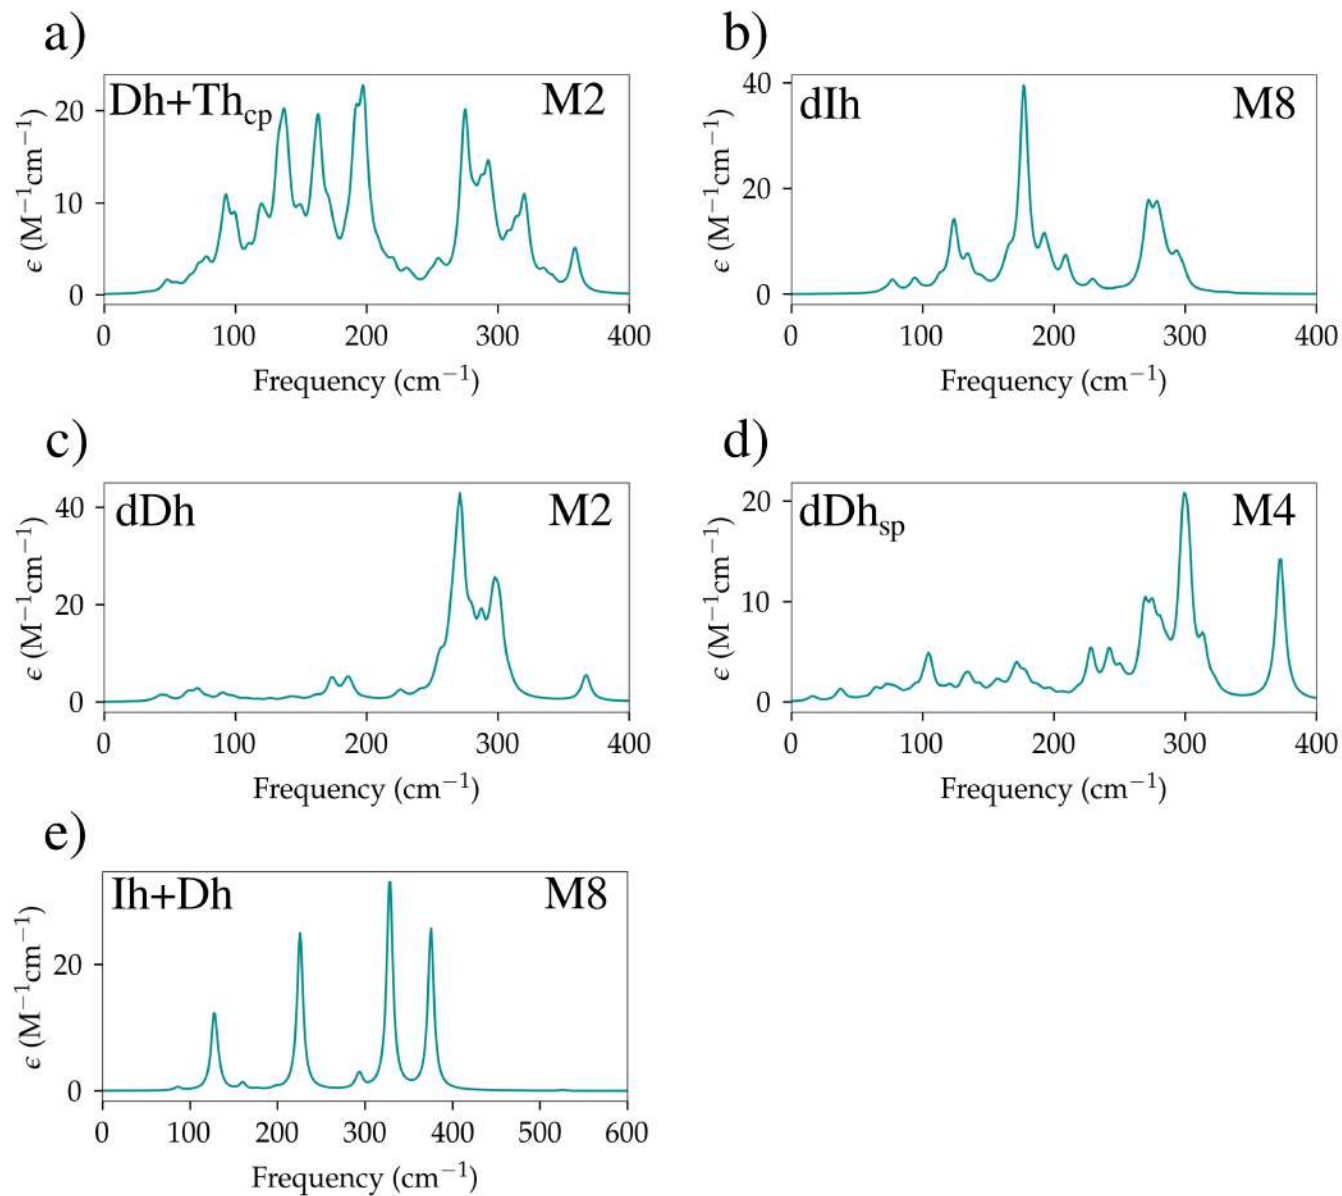 a)
Dh+Th_cp M2
20
10
0
ϵ (M⁻¹cm⁻¹)
0 100 200 300 400
Frequency (cm⁻¹)
b)
dIh M8
40
20
0
ϵ (M⁻¹cm⁻¹)
0 100 200 300 400
Frequency (cm⁻¹)
c)
dDh M2
40
20
0
ϵ (M⁻¹cm⁻¹)
0 100 200 300 400
Frequency (cm⁻¹)
d)
dDh_sp M4
20
10
0
ϵ (M⁻¹cm⁻¹)
0 100 200 300 400
Frequency (cm⁻¹)
e)
Ih+Dh M8
20
0
ϵ (M⁻¹cm⁻¹)
0 100 200 300 400 500 600
Frequency (cm⁻¹)